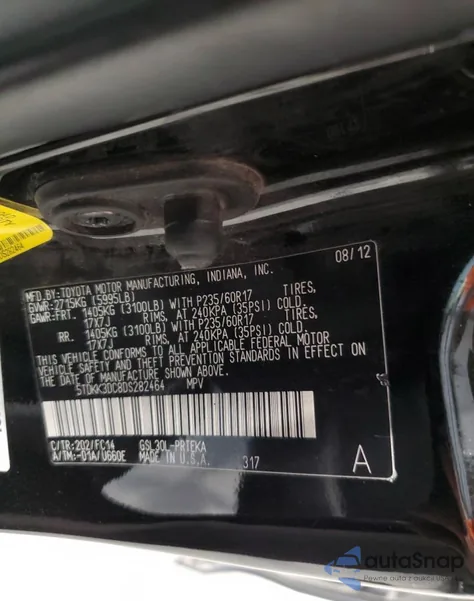 08/12
MFD.BY:TOYOTA MOTOR MANUFACTURING, INDIANA, INC.
GVWR:2715KG (5995LB)
GAWR:FRT. 1405KG (3100LB) WITH P235/60R17 TIRES,
17X7J RIMS, AT 240KPA (35PSI) COLD.
RR. 1405KG (3100LB) WITH P235/60R17 TIRES,
17X7J RIMS, AT 240KPA (35PSI) COLD.
THIS VEHICLE CONFORMS TO ALL APPLICABLE FEDERAL MOTOR
VEHICLE SAFETY AND THEFT PREVENTION STANDARDS IN EFFECT ON
THE DATE OF MANUFACTURE SHOWN ABOVE.
5TDKK3DC8DS282464 MPV
C/TR:202/FC14 GSL30L-PRTEKA
A/TM:-01A/U660E MADE IN U.S.A. 317
A
autoSnap
Pewne auto z aukcji